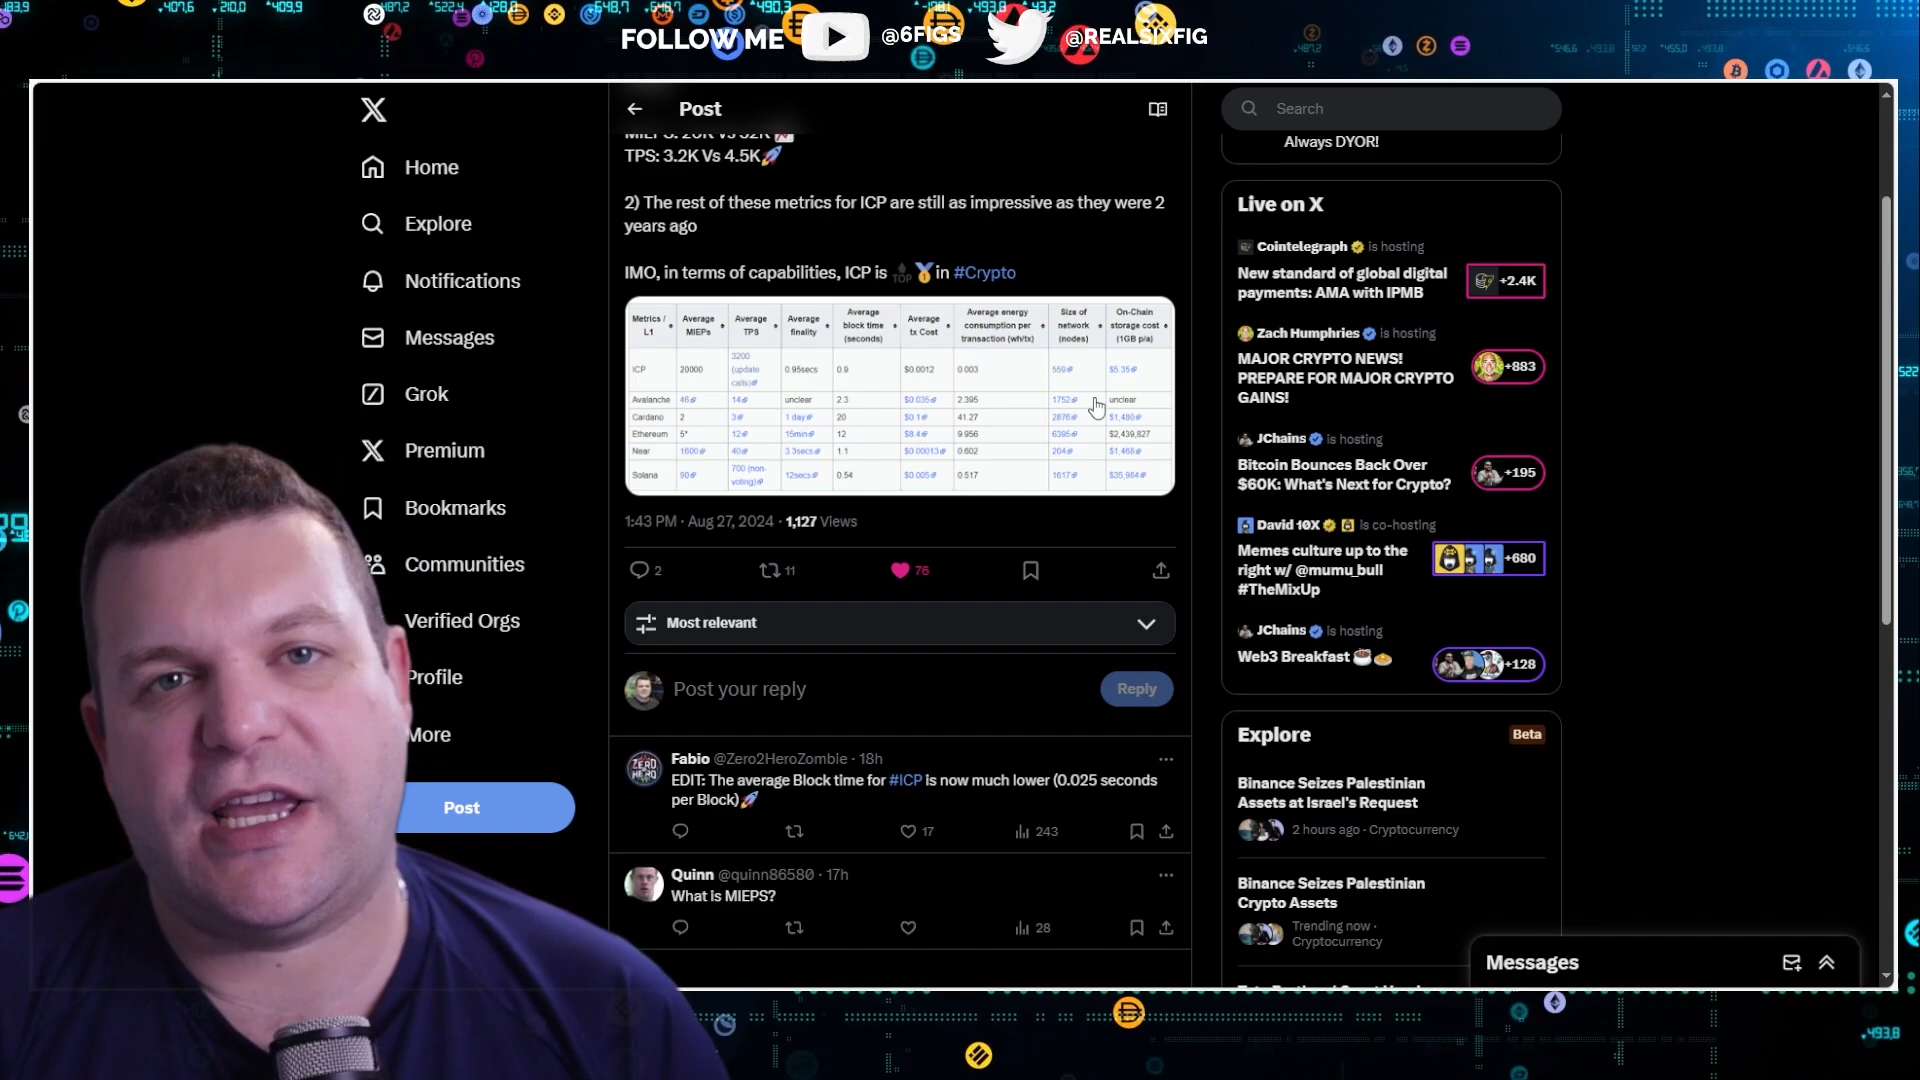 FOLLOW ME @6FIGS @REALSIXFIG
Post
TPS: 3.2K Vs 4.5K🚀
2) The rest of these metrics for ICP are still as impressive as they were 2
years ago
IMO, in terms of capabilities, ICP is 🔝🥇in #Crypto
Metrics / L1 Average MIEPs Average TPS Average finality Average block time (seconds) Average tx Cost Average energy consumption per transaction (wh/tx) Size of network (nodes) On-Chain storage cost (1GB p/a)
ICP 20000 3200 (update calls) 0.95secs 0.9 $0.0012 0.003 559 $5.35
Avalanche 46 14 unclear 2.3 $0.035 2.395 1752 unclear
Cardano 2 3 1 day 20 $0.1 41.27 2876 $1,480
Ethereum 5* 12 15min 12 $8.4 9.956 6395 $2,439,827
Near 1600 40 3.3secs 1.1 $0.00013 0.602 204 $1,468
Solana 90 700 (non-voting) 12secs 0.54 $0.005 0.517 1617 $35,984
1:43 PM · Aug 27, 2024 · 1,127 Views
2 11 76
Most relevant
Post your reply
Reply
Fabio @Zero2HeroZombie · 18h
EDIT: The average Block time for #ICP is now much lower (0.025 seconds
per Block)🚀
17 243
Quinn @quinn86580 · 17h
What is MIEPS?
28
X
Home
Explore
Notifications
Messages
Grok
Premium
Bookmarks
Communities
Verified Orgs
Profile
More
Post
Search
Always DYOR!
Live on X
Cointelegraph is hosting
New standard of global digital
payments: AMA with IPMB
+2.4K
Zach Humphries is hosting
MAJOR CRYPTO NEWS!
PREPARE FOR MAJOR CRYPTO
GAINS!
+883
JChains is hosting
Bitcoin Bounces Back Over
$60K: What's Next for Crypto?
+195
David 10X is co-hosting
Memes culture up to the
right w/ @mumu_bull
#TheMixUp
+680
JChains is hosting
Web3 Breakfast ☕🥧
+128
Explore
Beta
Binance Seizes Palestinian
Assets at Israel's Request
2 hours ago · Cryptocurrency
Binance Seizes Palestinian
Crypto Assets
Trending now ·
Cryptocurrency
Messages